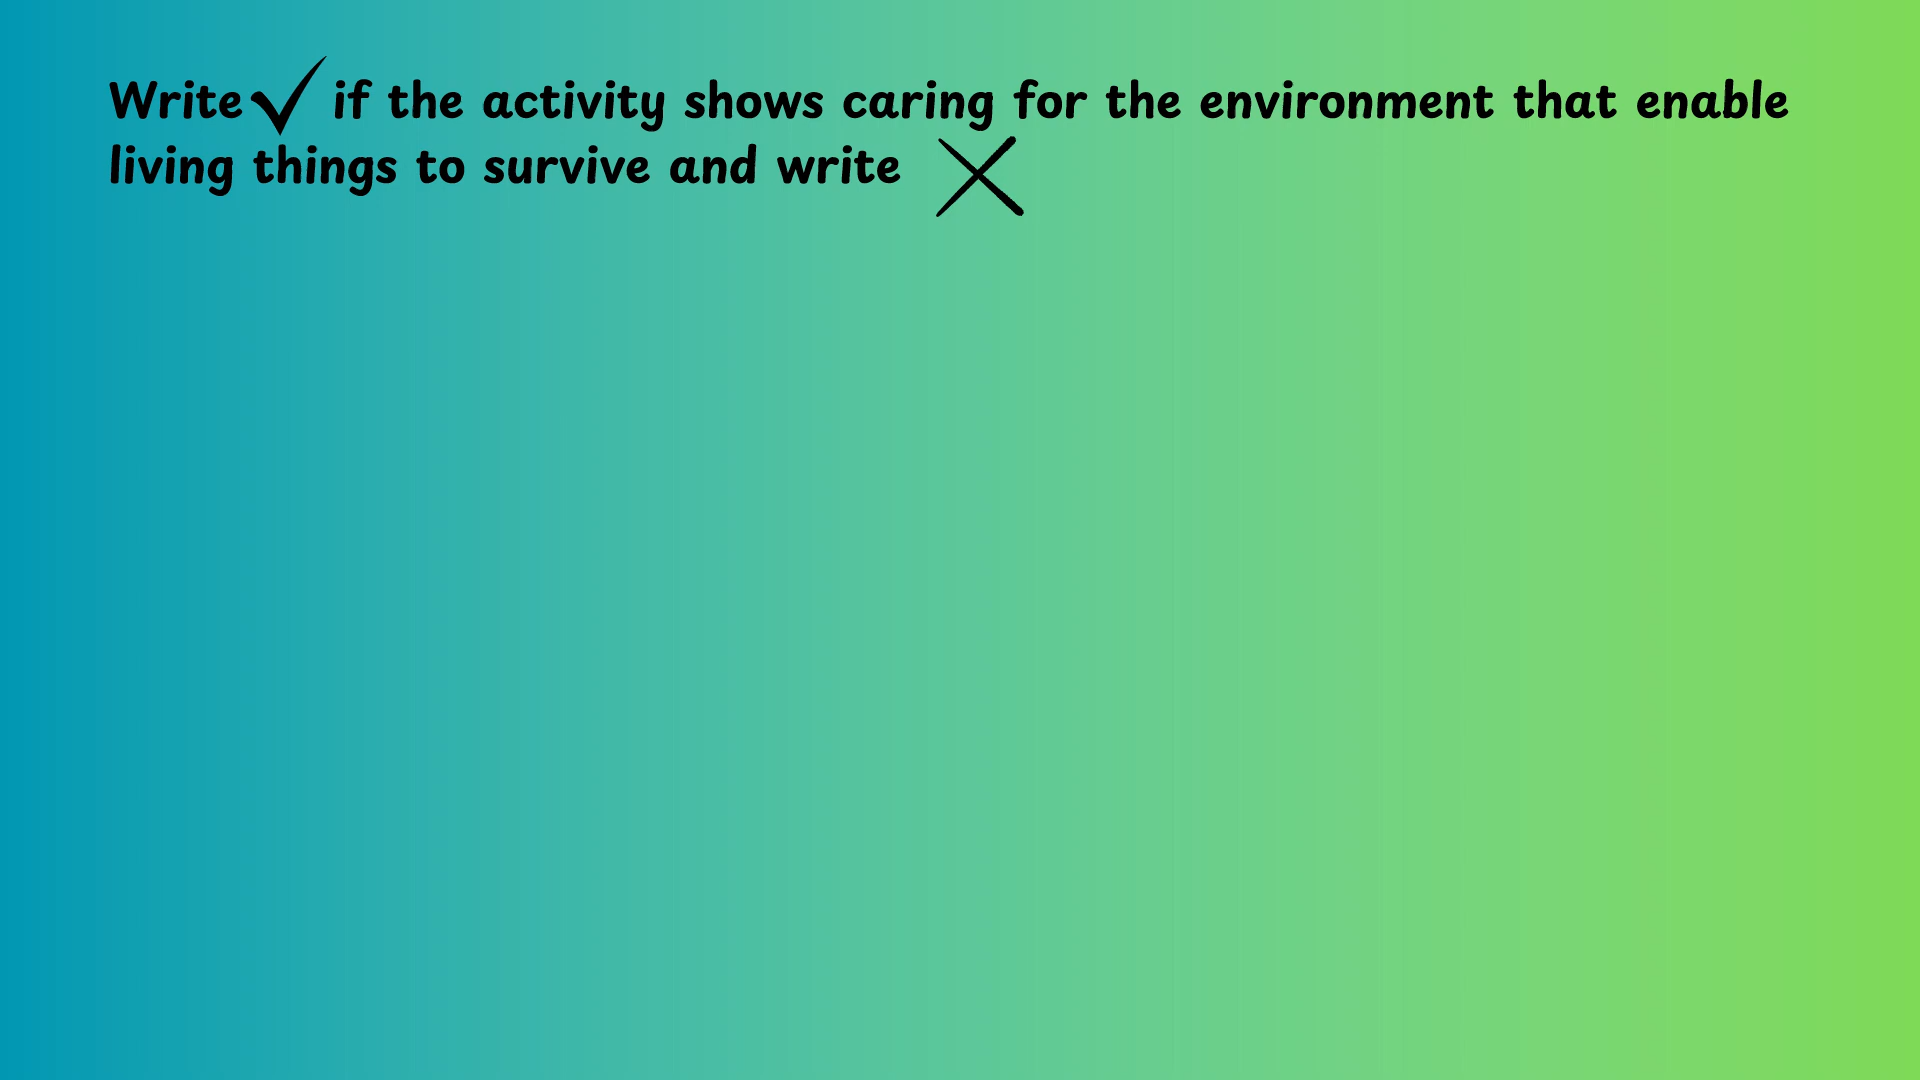 Write ✓ if the activity shows caring for the environment that enable
living things to survive and write ✗